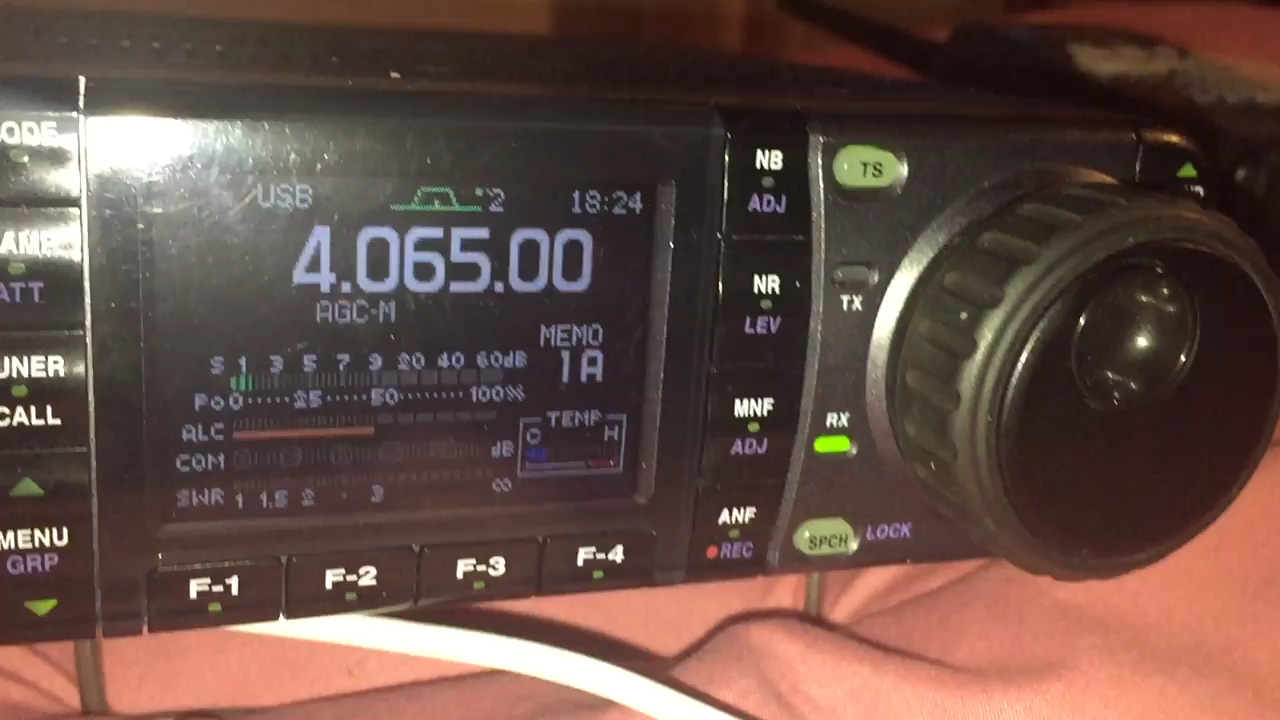 USB 2 18:24
4.065.00
AGC-M
MEMO
1A
S 1 3 5 7 9 20 40 60dB
Po 0 25 50 100%
ALC
COM dB
SWR 1 1.5 2 3 ∞
TEMP
C H
ODE
AMP
ATT
UNER
CALL
MENU
GRP
F-1 F-2 F-3 F-4
NB
ADJ
NR
LEV
MNF
ADJ
ANF
REC
TS
TX
RX
SPCH LOCK